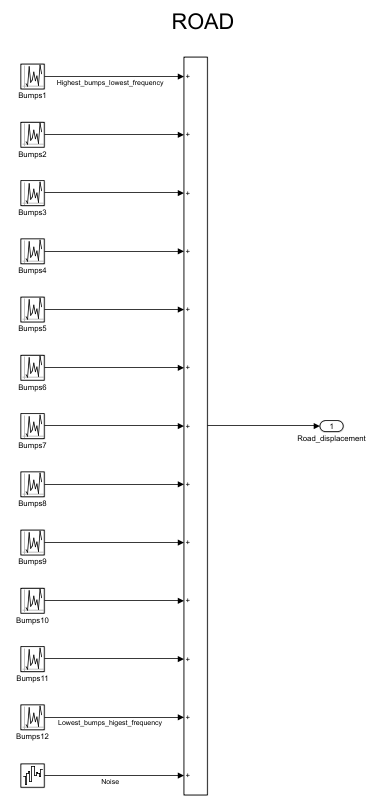 ROAD
+
Highest_bumps_lowest_frequency
Bumps1
+
Bumps2
+
Bumps3
+
Bumps4
+
Bumps5
+
Bumps6
+
Bumps7
1
Road_displacement
+
Bumps8
+
Bumps9
+
Bumps10
+
Bumps11
+
Lowest_bumps_higest_frequency
Bumps12
+
Noise